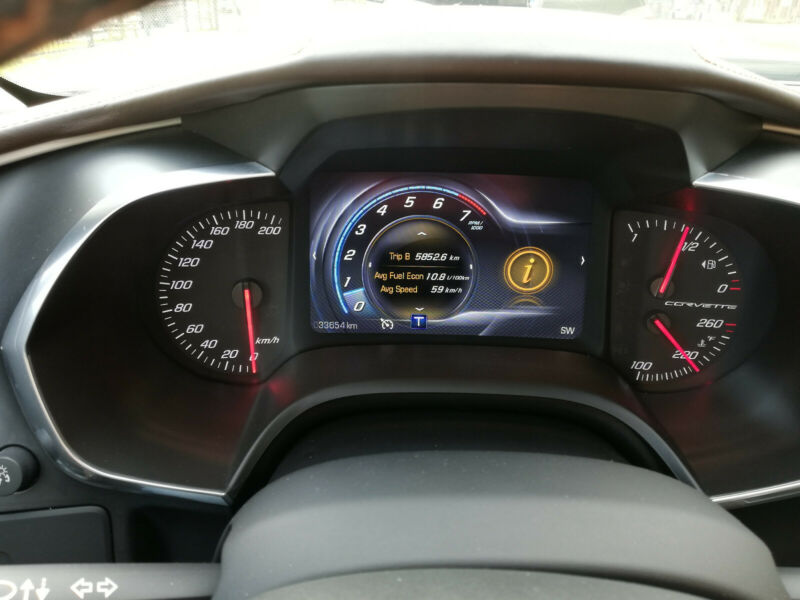 160 180 200
140
120
100
80
60
40
20
0
km/h
4 5 6
3 7
2
1
0
RPM/
1000
Trip B 5852.6 km
Avg Fuel Econ 10.8 l/100km
Avg Speed 59 km/h
i
33654 km
T
SW
1 1/2
0
CORVETTE
260
°F
100 220